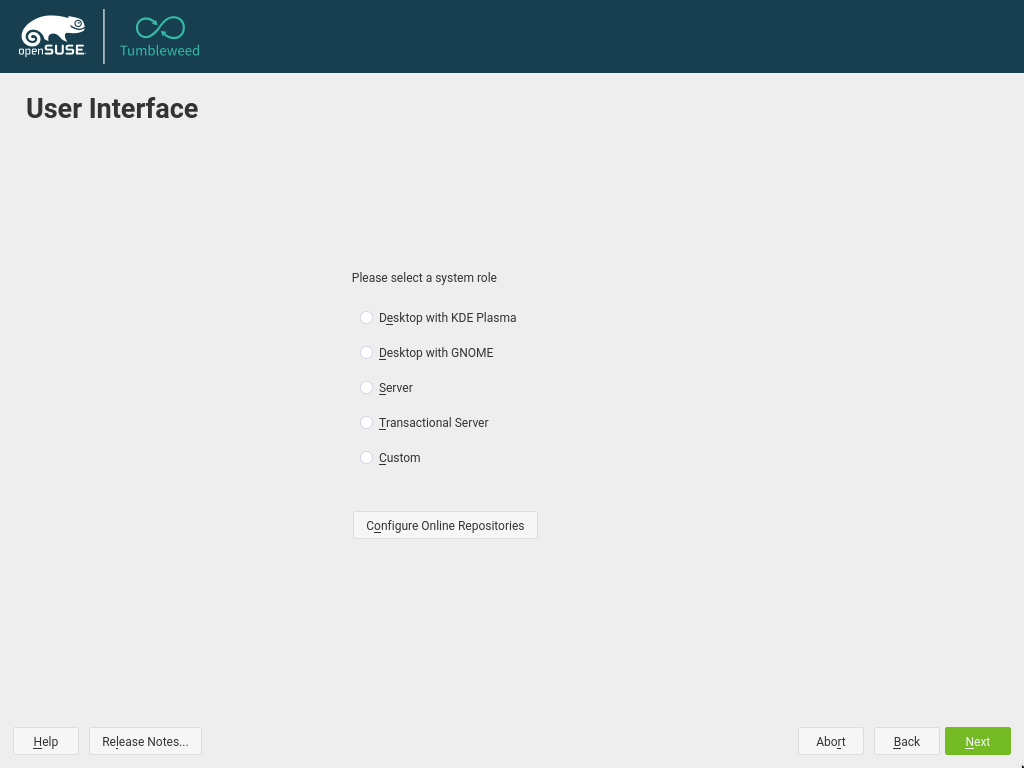 openSUSE
Tumbleweed
User Interface
Please select a system role
Desktop with KDE Plasma
Desktop with GNOME
Server
Transactional Server
Custom
Configure Online Repositories
Help Release Notes... Abort Back Next